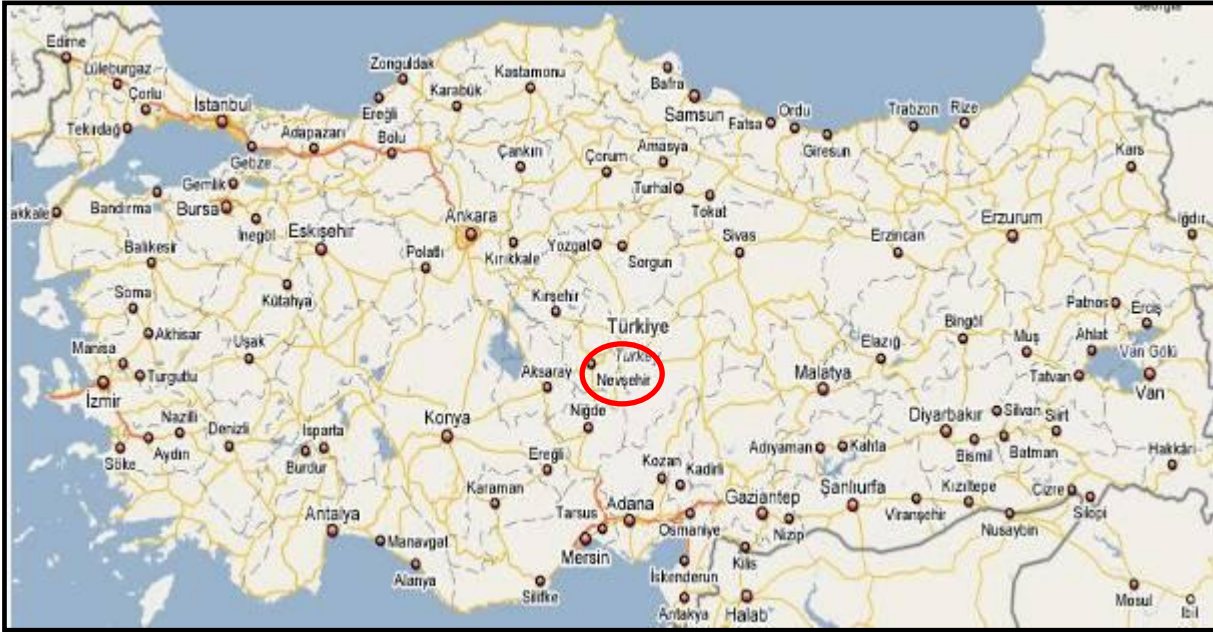 Georgia
Edirne
Lüleburgaz
Çorlu
İstanbul
Tekirdağ
Gebze
Adapazarı
Zonguldak
Ereğli
Bolu
Karabük
Kastamonu
Bafra
Samsun
Fatsa
Ordu
Giresun
Trabzon
Rize
Kars
Çankırı
Çorum
Amasya
Turhal
Tokat
Gemlik
Bandırma
Bursa
İnegöl
akkale
Eskişehir
Ankara
Polatlı
Kırıkkale
Yozgat
Sorgun
Sivas
Erzincan
Erzurum
Iğdır
Balıkesir
Kütahya
Soma
Akhisar
Uşak
Kırşehir
Türkiye
Turke
Nevşehir
Aksaray
Niğde
Elazığ
Malatya
Bingöl
Muş
Patnos
Erciş
Ahlat
Van Gölü
Tatvan
Van
Manisa
Turgutlu
İzmir
Nazilli
Aydın
Söke
Denizli
Isparta
Burdur
Konya
Ereğli
Karaman
Kozan
Kadirli
Adıyaman
Kahta
Diyarbakır
Silvan
Siirt
Bismil
Batman
Hakkâri
Antalya
Manavgat
Alanya
Silifke
Tarsus
Adana
Mersin
Osmaniye
Gaziantep
Nizip
Şanlıurfa
Viranşehir
Kızıltepe
Nusaybin
Cizre
Silopi
İskenderun
Kilis
Antakya
Halab
Mosul